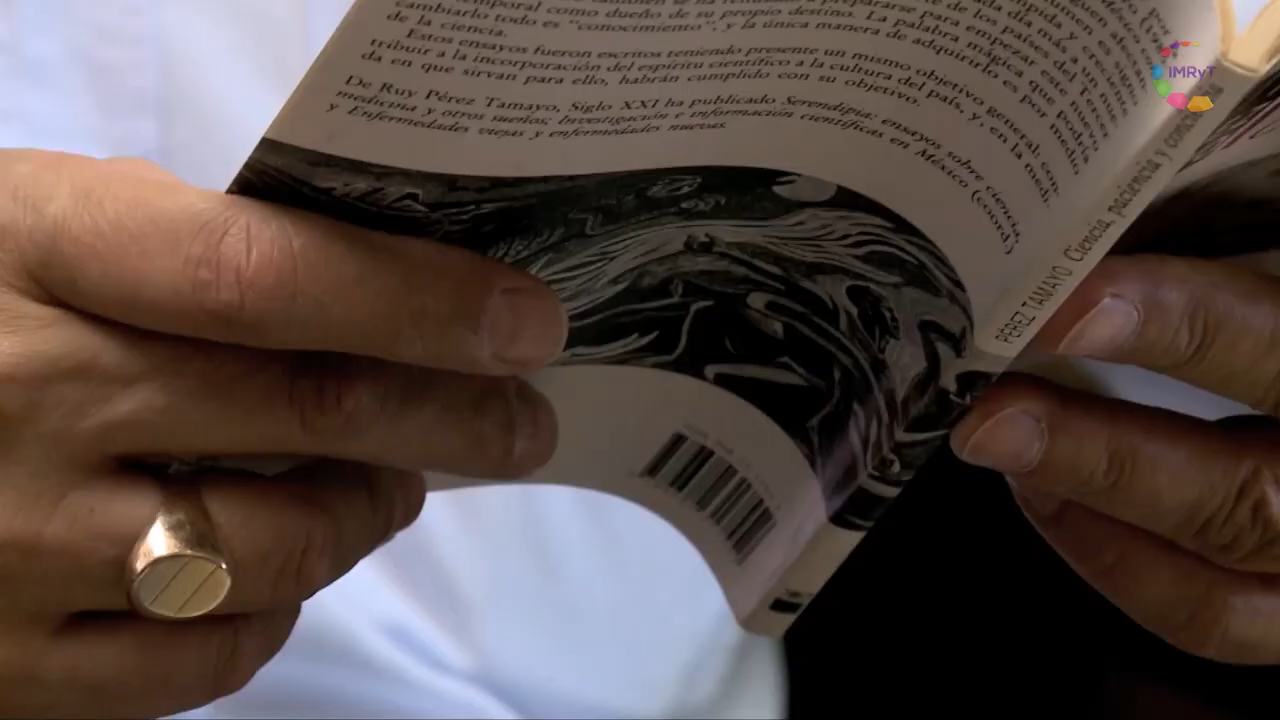 temporal como dueño de su propio destino. La palabra mágica que podría
cambiarlo todo es "conocimiento", y la única manera de adquirirlo es por medio
de la ciencia.
Estos ensayos fueron escritos teniendo presente un mismo objetivo general: con-
tribuir a la incorporación del espíritu científico a la cultura del país, y, en la medi-
da en que sirvan para ello, habrán cumplido con su objetivo.
De Ruy Pérez Tamayo, Siglo XXI ha publicado Serendipia: ensayos sobre ciencia,
medicina y otros sueños; Investigación e información científicas en México (coord.)
y Enfermedades viejas y enfermedades nuevas.
PÉREZ TAMAYO Ciencia, paciencia y
IMRyT